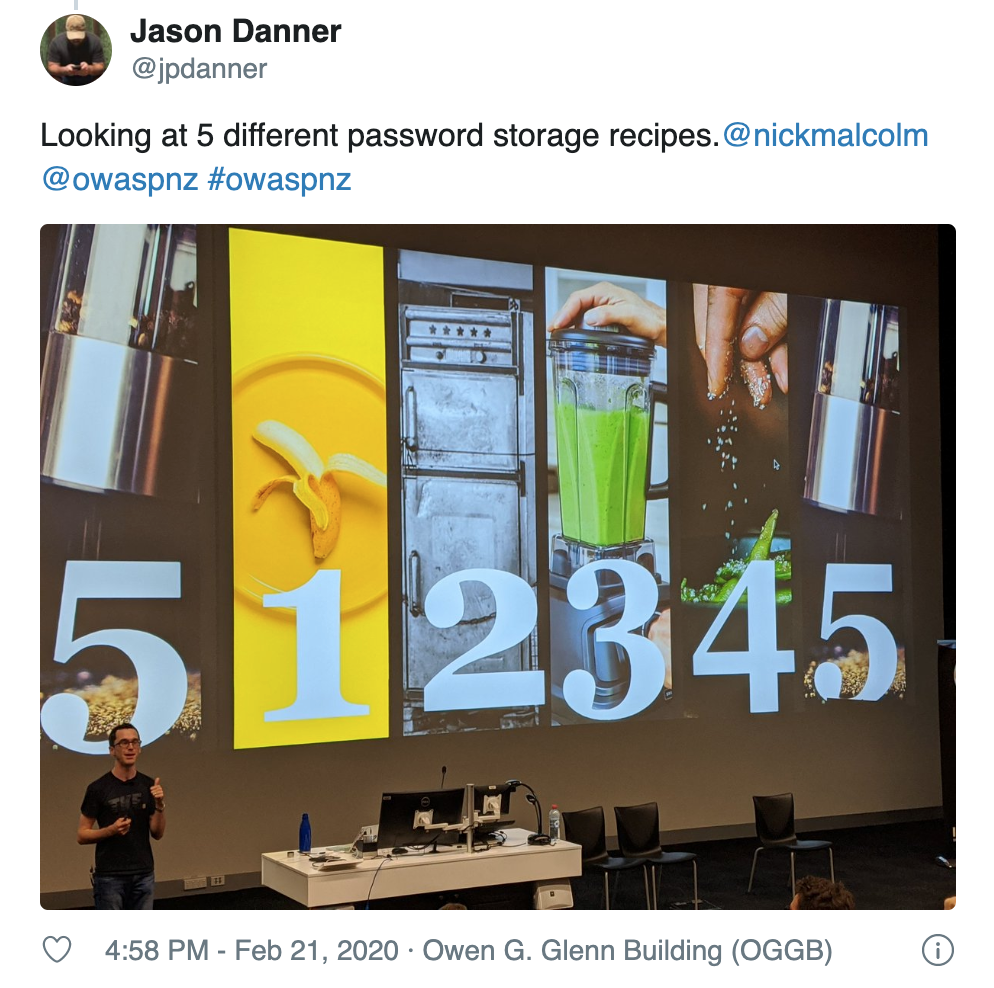 Jason Danner
@jpdanner
Looking at 5 different password storage recipes. @nickmalcolm
@owaspnz #owaspnz
5 1 2 3 4 5
4:58 PM - Feb 21, 2020 · Owen G. Glenn Building (OGGB)